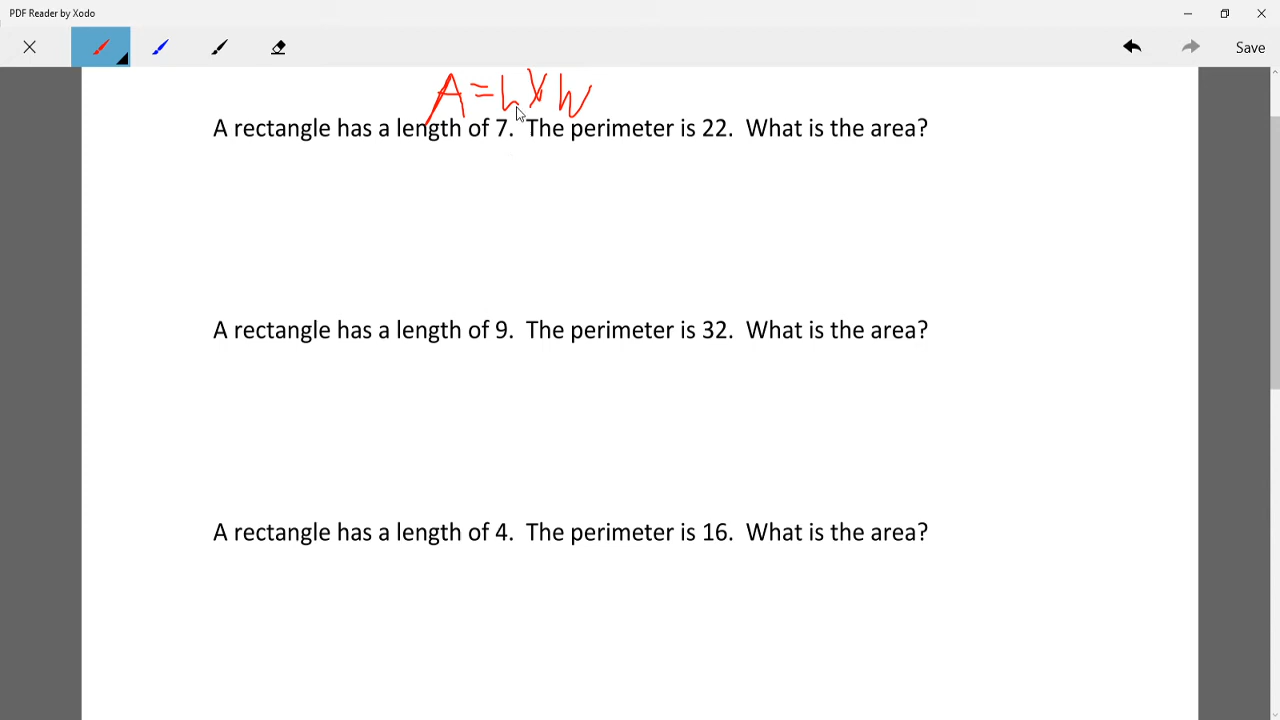 PDF Reader by Xodo
Save
A = L x W
A rectangle has a length of 7.  The perimeter is 22.  What is the area?
A rectangle has a length of 9.  The perimeter is 32.  What is the area?
A rectangle has a length of 4.  The perimeter is 16.  What is the area?